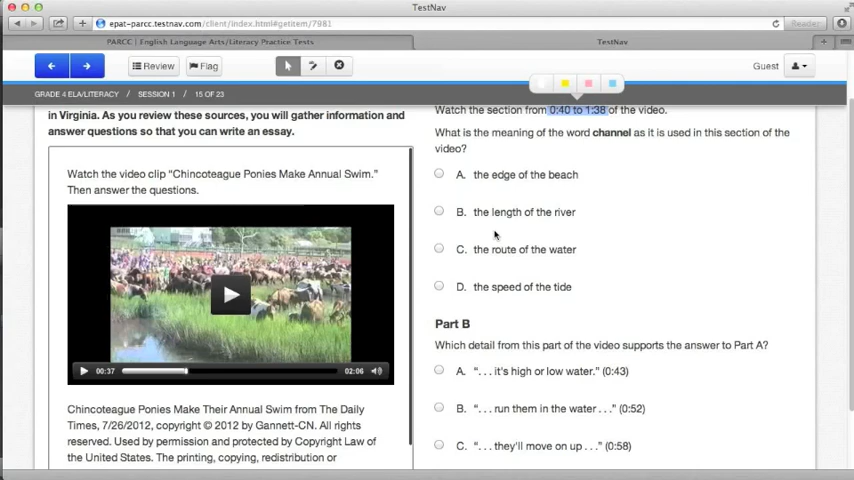 TestNav
epat-parcc.testnav.com/client/index.html#getitem/7981
Reader
PARCC | English Language Arts/Literacy Practice Tests
TestNav
Review
Flag
Guest
GRADE 4 ELA/LITERACY
SESSION 1
15 OF 23
in Virginia. As you review these sources, you will gather information and
answer questions so that you can write an essay.
Watch the video clip “Chincoteague Ponies Make Annual Swim.”
Then answer the questions.
00:37
02:06
Chincoteague Ponies Make Their Annual Swim from The Daily
Times, 7/26/2012, copyright © 2012 by Gannett-CN. All rights
reserved. Used by permission and protected by Copyright Law of
the United States. The printing, copying, redistribution or
Watch the section from 0:40 to 1:38 of the video.
What is the meaning of the word channel as it is used in this section of the
video?
A. the edge of the beach
B. the length of the river
C. the route of the water
D. the speed of the tide
Part B
Which detail from this part of the video supports the answer to Part A?
A. “. . . it's high or low water.” (0:43)
B. “. . . run them in the water . . .” (0:52)
C. “. . . they'll move on up . . .” (0:58)